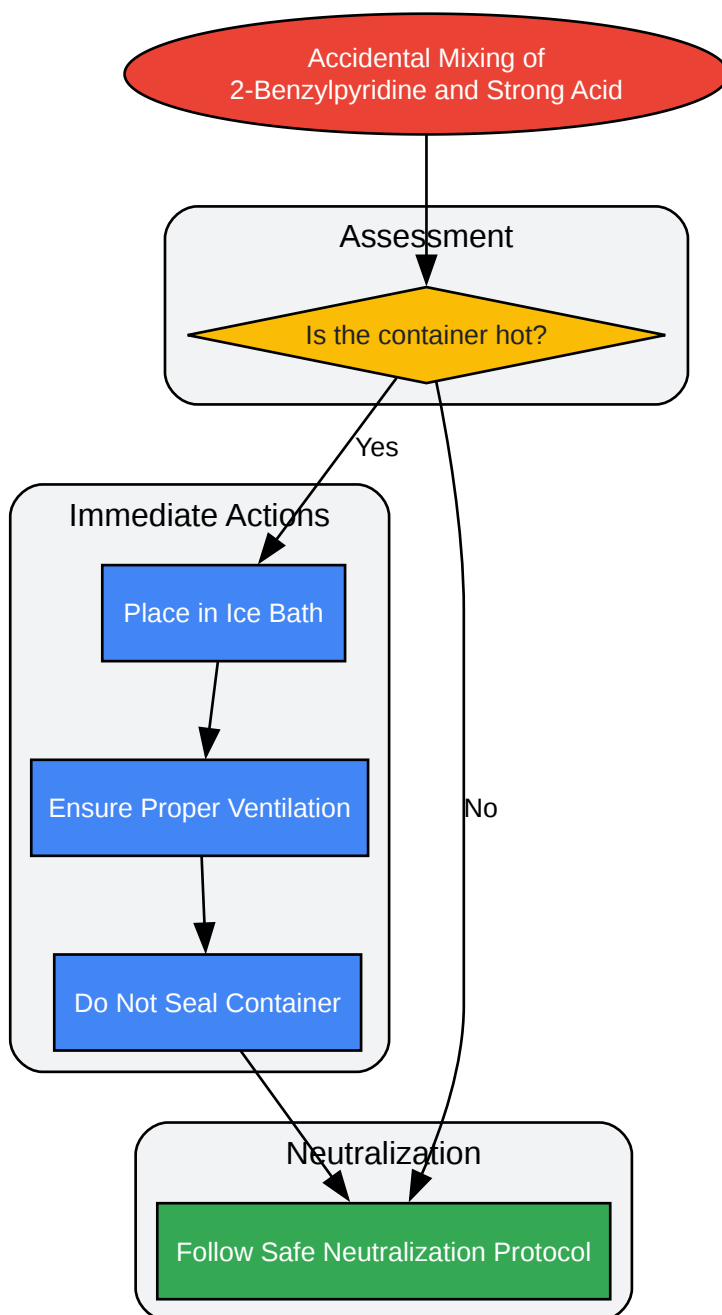 Accidental Mixing of
2-Benzylpyridine and Strong Acid
Assessment
Is the container hot?
Yes
Immediate Actions
Place in Ice Bath
Ensure Proper Ventilation
No
Do Not Seal Container
Neutralization
Follow Safe Neutralization Protocol